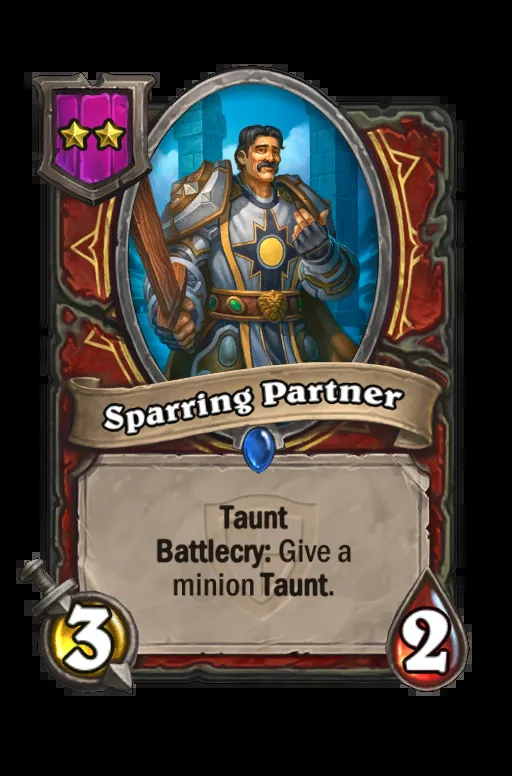 Sparring Partner
Taunt
Battlecry: Give a
minion Taunt.
3
2